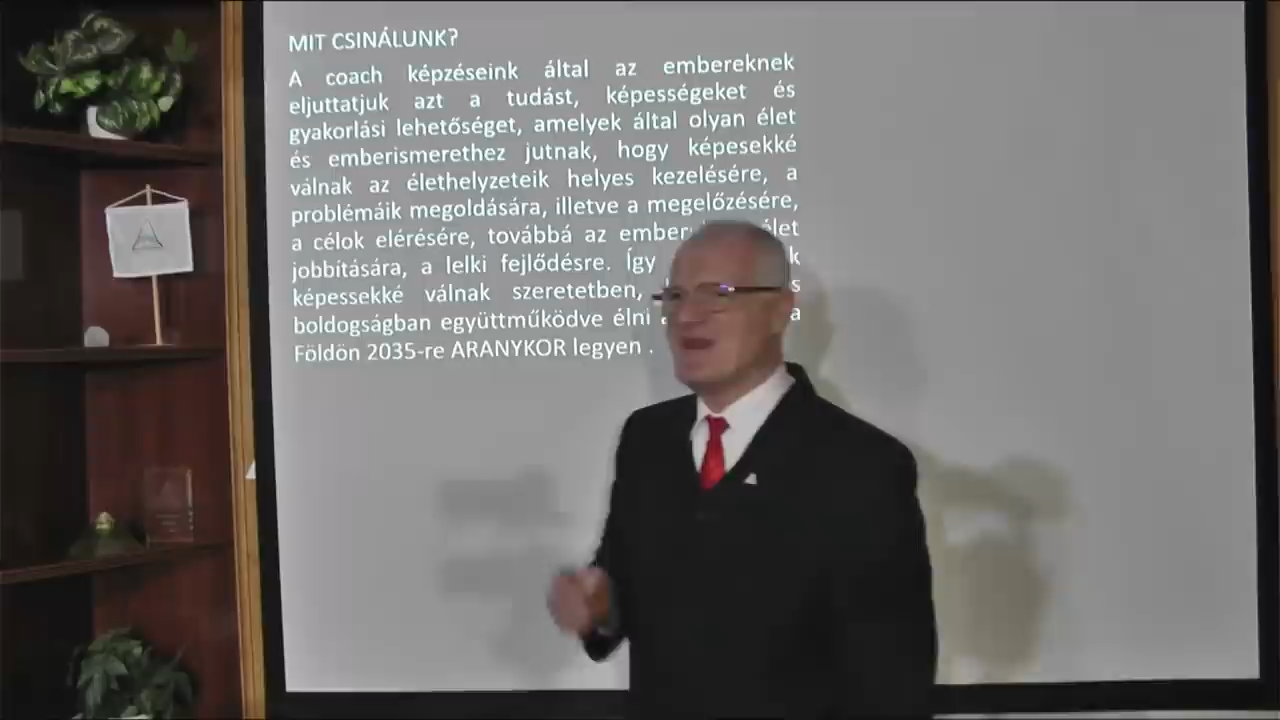 MIT CSINÁLUNK?
A coach képzéseink által az embereknek
eljuttatjuk azt a tudást, képességeket és
gyakorlási lehetőséget, amelyek által olyan élet
és emberismerethez jutnak, hogy képesekké
válnak az élethelyzeteik helyes kezelésére, a
problémáik megoldására, illetve a megelőzésére,
a célok elérésére, továbbá az élet
jobbítására, a lelki fejlődésre. Így
képessekké válnak szeretetben,
boldogságban együttműködve élni a
Földön 2035-re ARANYKOR legyen .